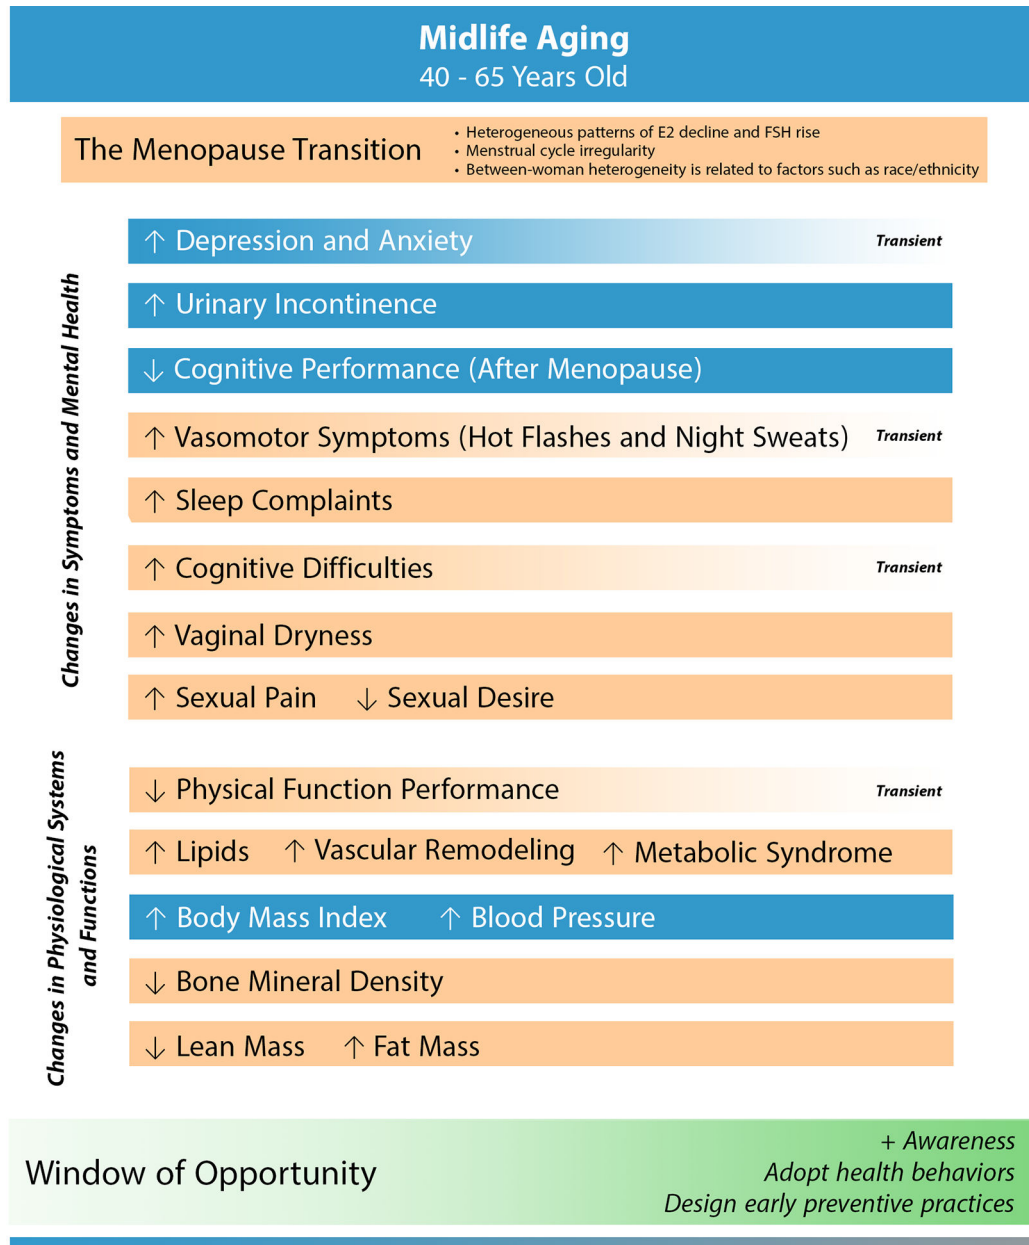 Midlife Aging
40 - 65 Years Old
The Menopause Transition
• Heterogeneous patterns of E2 decline and FSH rise
• Menstrual cycle irregularity
• Between-woman heterogeneity is related to factors such as race/ethnicity
Changes in Symptoms and Mental Health
↑ Depression and Anxiety Transient
↑ Urinary Incontinence
↓ Cognitive Performance (After Menopause)
↑ Vasomotor Symptoms (Hot Flashes and Night Sweats) Transient
↑ Sleep Complaints
↑ Cognitive Difficulties Transient
↑ Vaginal Dryness
↑ Sexual Pain ↓ Sexual Desire
Changes in Physiological Systems
and Functions
↓ Physical Function Performance Transient
↑ Lipids ↑ Vascular Remodeling ↑ Metabolic Syndrome
↑ Body Mass Index ↑ Blood Pressure
↓ Bone Mineral Density
↓ Lean Mass ↑ Fat Mass
Window of Opportunity
+ Awareness
Adopt health behaviors
Design early preventive practices